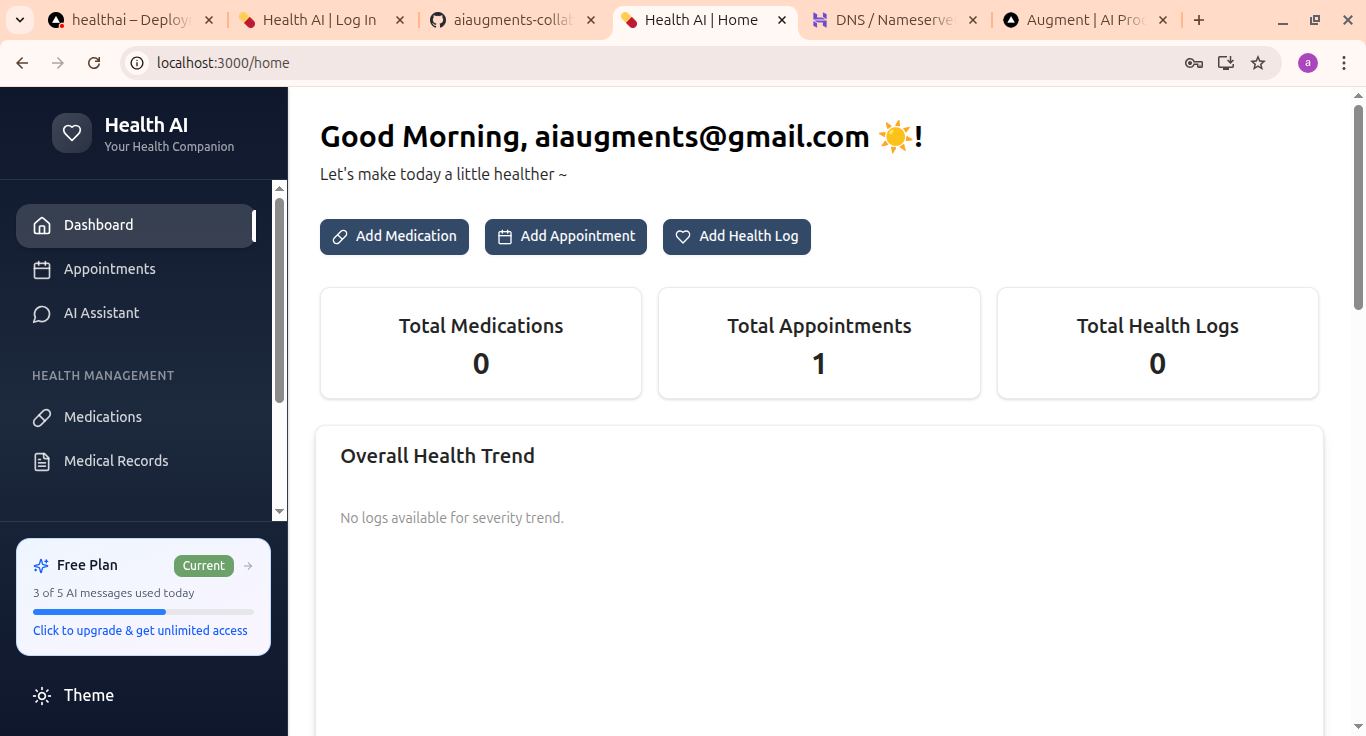 healthai – Deploy
Health AI | Log In
aiaugments-collab
Health AI | Home
DNS / Nameserve
Augment | AI Pro
localhost:3000/home
a
Health AI
Your Health Companion
Dashboard
Appointments
AI Assistant
HEALTH MANAGEMENT
Medications
Medical Records
Free Plan
Current
3 of 5 AI messages used today
Click to upgrade & get unlimited access
Theme
Good Morning, aiaugments@gmail.com ☀️!
Let's make today a little healther ~
Add Medication
Add Appointment
Add Health Log
Total Medications
0
Total Appointments
1
Total Health Logs
0
Overall Health Trend
No logs available for severity trend.